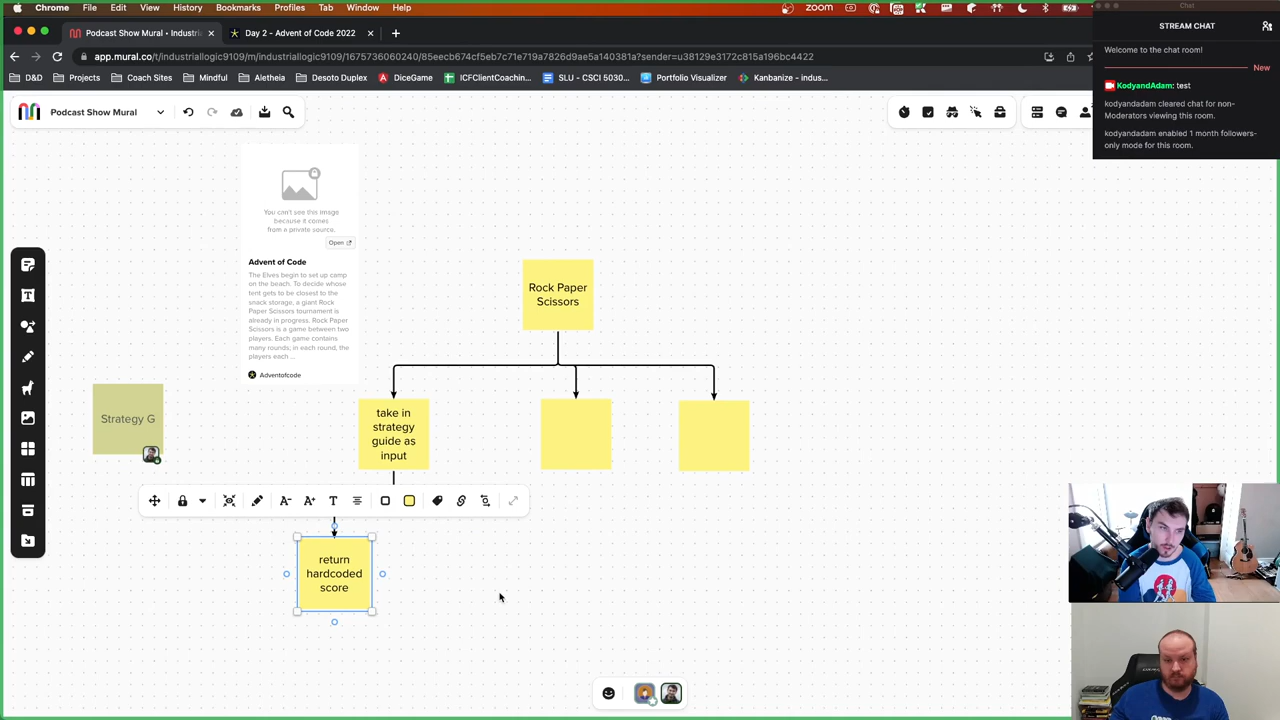 Chrome File Edit View History Bookmarks Profiles Tab Window Help
zoom
Chat
Podcast Show Mural • Industri
Day 2 - Advent of Code 2022
app.mural.co/t/industriallogic9109/m/industriallogic9109/1675736060240/85eecb674cf5eb7c71e719a7826d9ae5a140381a?sender=u38129e3172c815a196bc4422
D&D Projects Coach Sites Mindful Aletheia Desoto Duplex DiceGame ICFClientCoachin... SLU - CSCI 5030... Portfolio Visualizer Kanbanize - indus...
STREAM CHAT
Welcome to the chat room!
New
KodyandAdam: test
kodyandadam cleared chat for non-
Moderators viewing this room.
kodyandadam enabled 1 month followers-
only mode for this room.
Podcast Show Mural
You can't see this image
because it comes
from a private source.
Open
Advent of Code
The Elves begin to set up camp
on the beach. To decide whose
tent gets to be closest to the
snack storage, a giant Rock
Paper Scissors tournament is
already in progress. Rock Paper
Scissors is a game between two
players. Each game contains
many rounds; in each round, the
players each ...
Adventofcode
Rock Paper
Scissors
Strategy G
take in
strategy
guide as
input
A- A+ T
return
hardcoded
score